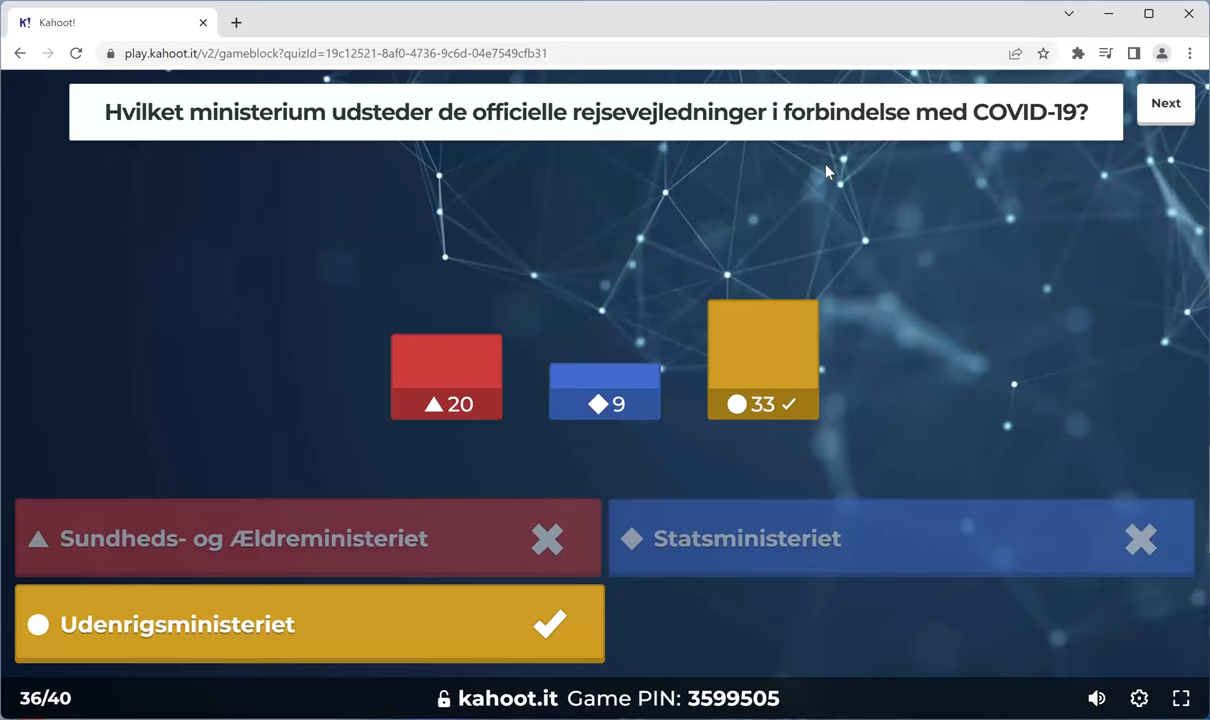 Kahoot!
play.kahoot.it/v2/gameblock?quizId=19c12521-8af0-4736-9c6d-04e7549cfb31
Hvilket ministerium udsteder de officielle rejsevejledninger i forbindelse med COVID-19?
Next
20
9
33
Sundheds- og Ældreministeriet
Statsministeriet
Udenrigsministeriet
36/40
kahoot.it Game PIN: 3599505